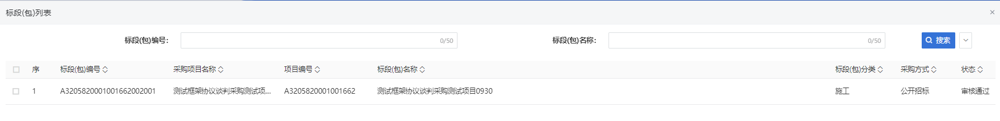 标段(包)列表
标段(包)编号: 0/50 标段(包)名称: 0/50 搜索
序 标段(包)编号 采购项目名称 项目编号 标段(包)名称 标段(包)分类 采购方式 状态
1 A3205820001001662002001 测试框架协议谈判采购测试项... A3205820001001662 测试框架协议谈判采购测试项目0930 施工 公开招标 审核通过